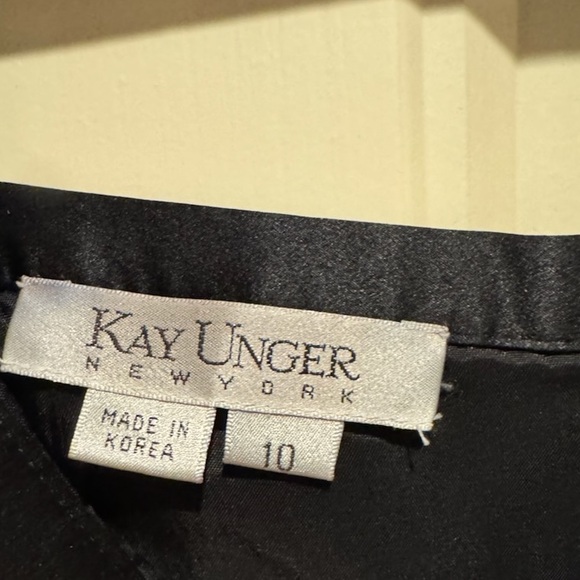 KAY UNGER
NEW YORK
MADE IN
KOREA
10